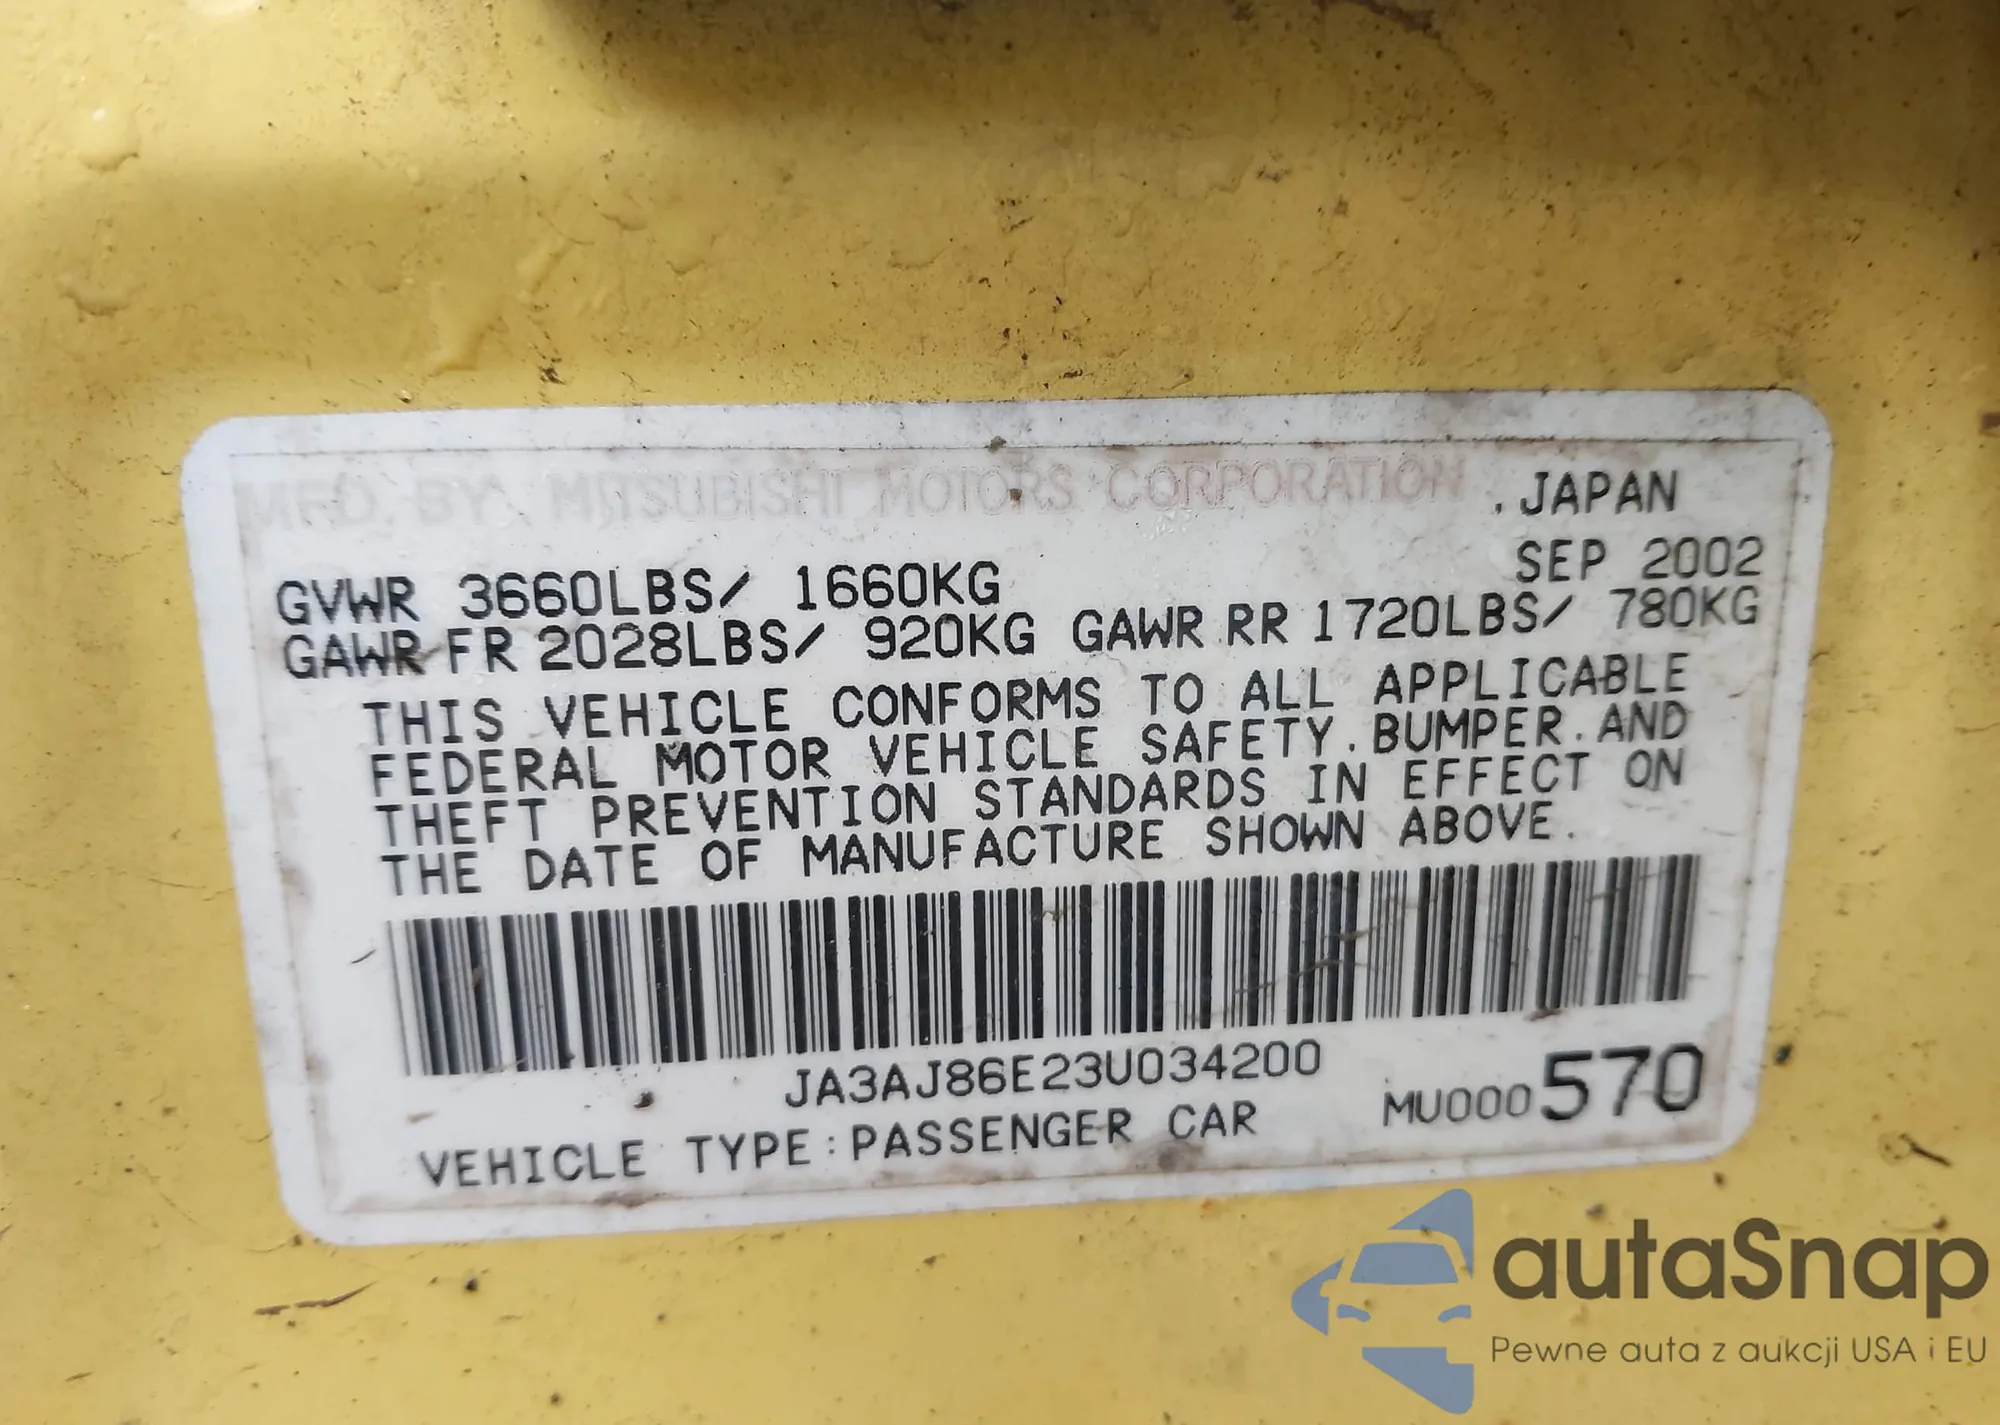 MFD. BY MITSUBISHI MOTORS CORPORATION . JAPAN
SEP 2002
GVWR 3660LBS/ 1660KG
GAWR FR 2028LBS/ 920KG GAWR RR 1720LBS/ 780KG
THIS VEHICLE CONFORMS TO ALL APPLICABLE
FEDERAL MOTOR VEHICLE SAFETY. BUMPER. AND
THEFT PREVENTION STANDARDS IN EFFECT ON
THE DATE OF MANUFACTURE SHOWN ABOVE.
JA3AJ86E23U034200
MU000570
VEHICLE TYPE:PASSENGER CAR
autaSnap
Pewne auta z aukcji USA i EU